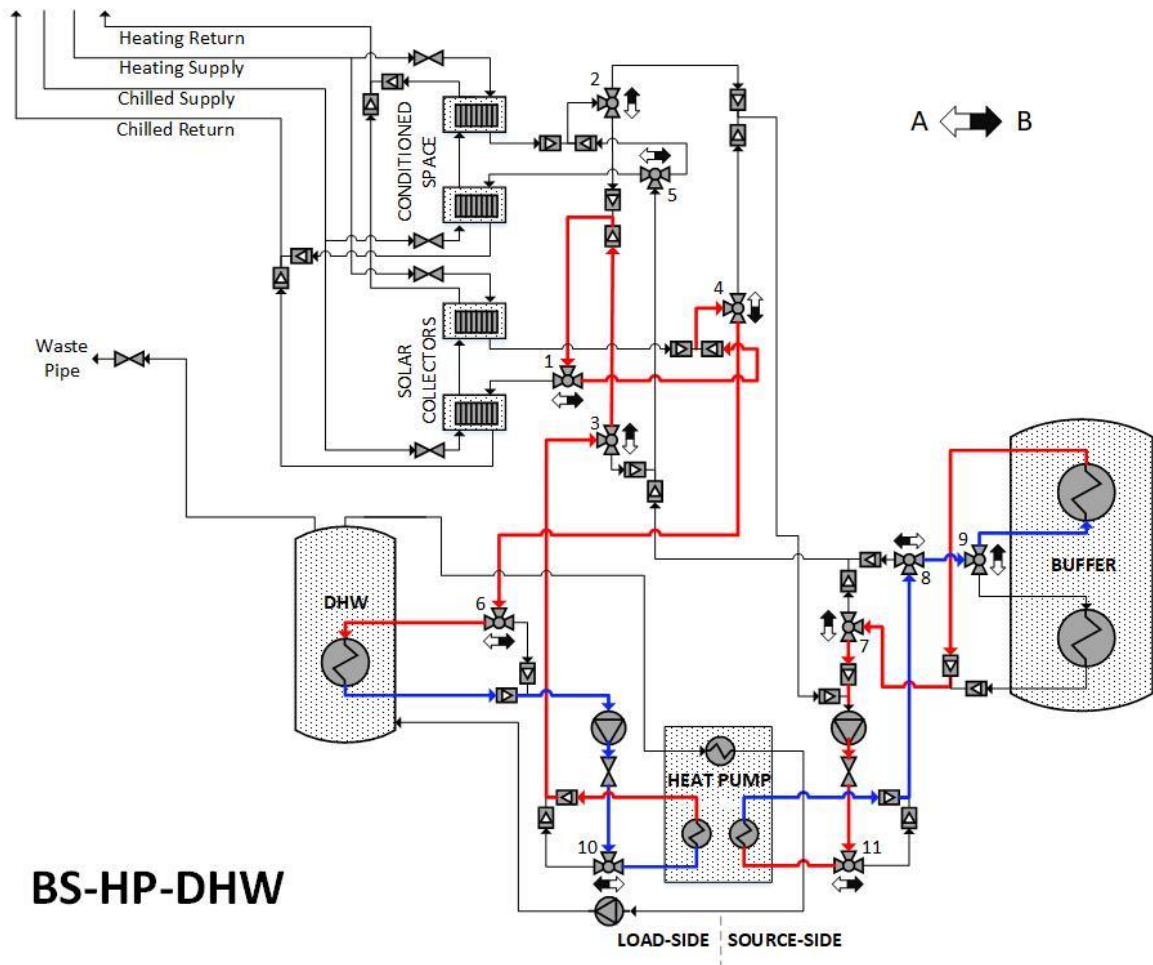 Heating Return
Heating Supply
Chilled Supply
Chilled Return
CONDITIONED
SPACE
SOLAR
COLLECTORS
2
A
B
5
4
1
3
Waste
Pipe
9
8
BUFFER
DHW
6
7
HEAT PUMP
10
11
BS-HP-DHW
LOAD-SIDE
SOURCE-SIDE